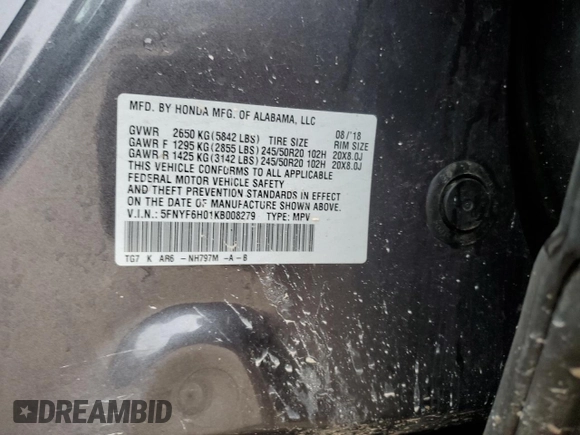 MFD. BY HONDA MFG. OF ALABAMA, LLC
08/'18
GVWR 2650 KG (5842 LBS) TIRE SIZE RIM SIZE
GAWR F 1295 KG (2855 LBS) 245/50R20 102H 20X8.0J
GAWR R 1425 KG (3142 LBS) 245/50R20 102H 20X8.0J
THIS VEHICLE CONFORMS TO ALL APPLICABLE
FEDERAL MOTOR VEHICLE SAFETY
AND THEFT PREVENTION STANDARDS IN EFFECT
ON THE DATE OF MANUFACTURE SHOWN ABOVE.
V.I.N.: 5FNYF6H01KB008279 TYPE: MPV
TG7 K AR6 - NH797M -A - B
DREAMBID